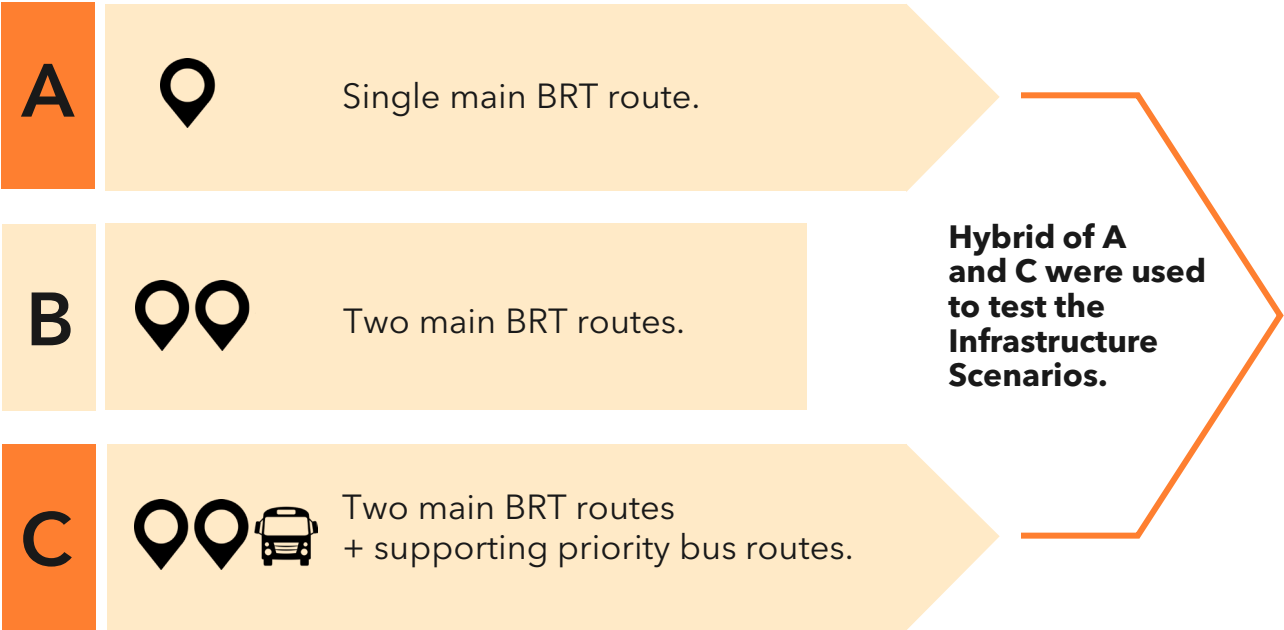 A
Single main BRT route.
B
Two main BRT routes.
C
Two main BRT routes
+ supporting priority bus routes.
Hybrid of A
and C were used
to test the
Infrastructure
Scenarios.